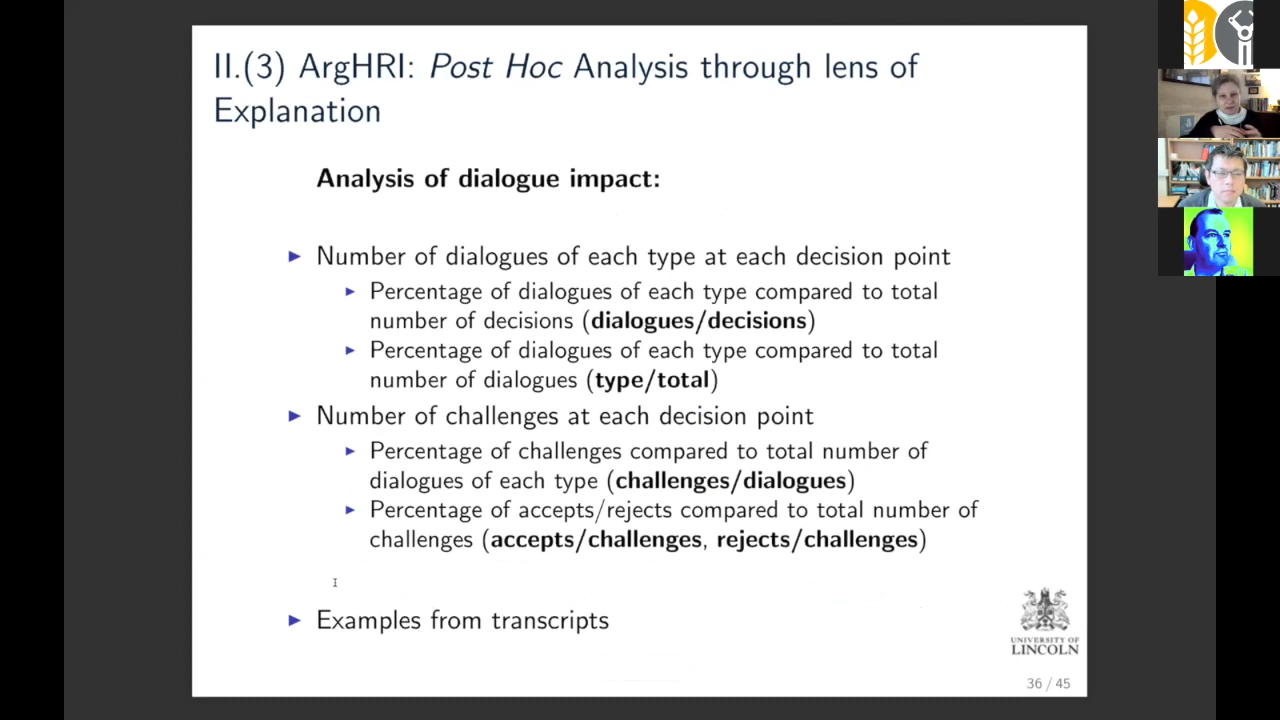 II.(3) ArgHRI: Post Hoc Analysis through lens of
Explanation
Analysis of dialogue impact:
▶ Number of dialogues of each type at each decision point
▶ Percentage of dialogues of each type compared to total
number of decisions (dialogues/decisions)
▶ Percentage of dialogues of each type compared to total
number of dialogues (type/total)
▶ Number of challenges at each decision point
▶ Percentage of challenges compared to total number of
dialogues of each type (challenges/dialogues)
▶ Percentage of accepts/rejects compared to total number of
challenges (accepts/challenges, rejects/challenges)
▶ Examples from transcripts
UNIVERSITY OF
LINCOLN
36 / 45